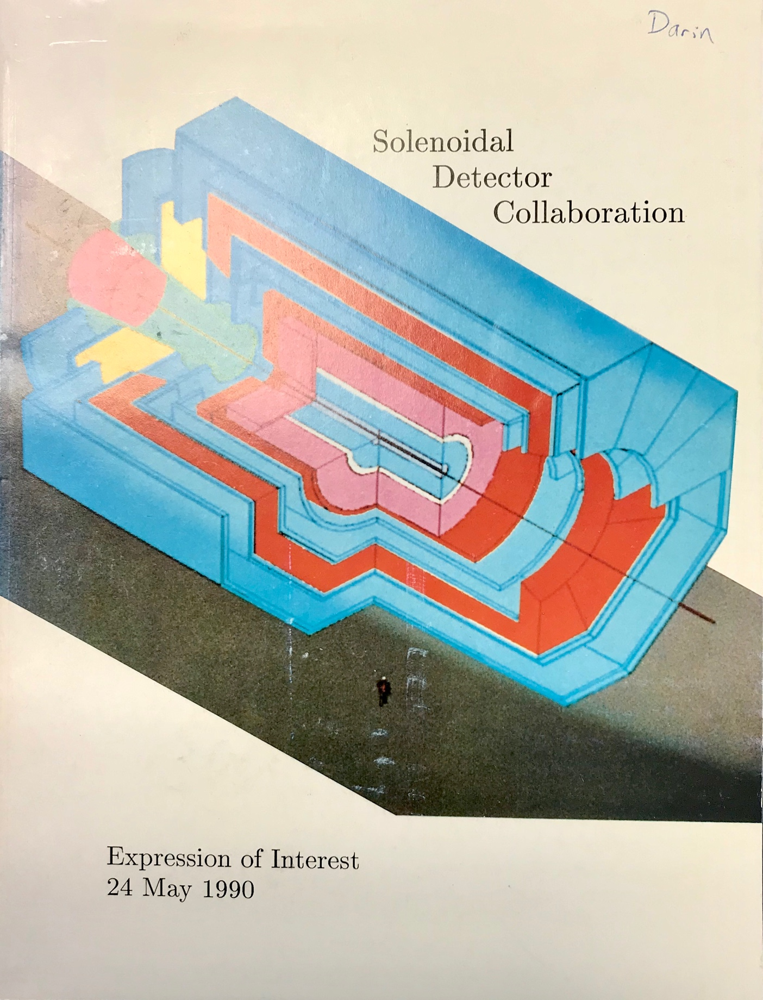 Darin
Solenoidal
Detector
Collaboration
Expression of Interest
24 May 1990